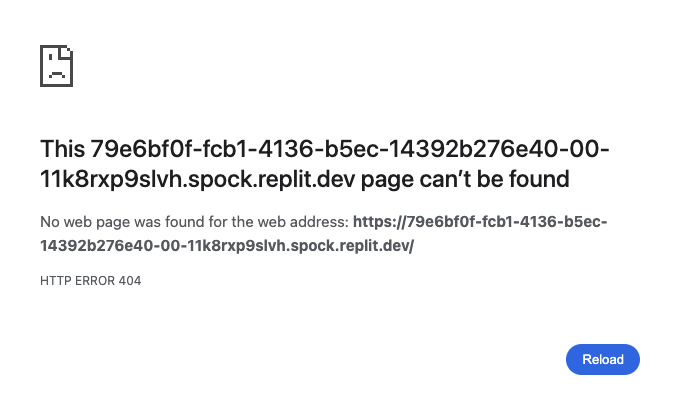 This 79e6bf0f-fcb1-4136-b5ec-14392b276e40-00-
11k8rxp9slvh.spock.replit.dev page can’t be found
No web page was found for the web address: https://79e6bf0f-fcb1-4136-b5ec-
14392b276e40-00-11k8rxp9slvh.spock.replit.dev/
HTTP ERROR 404
Reload